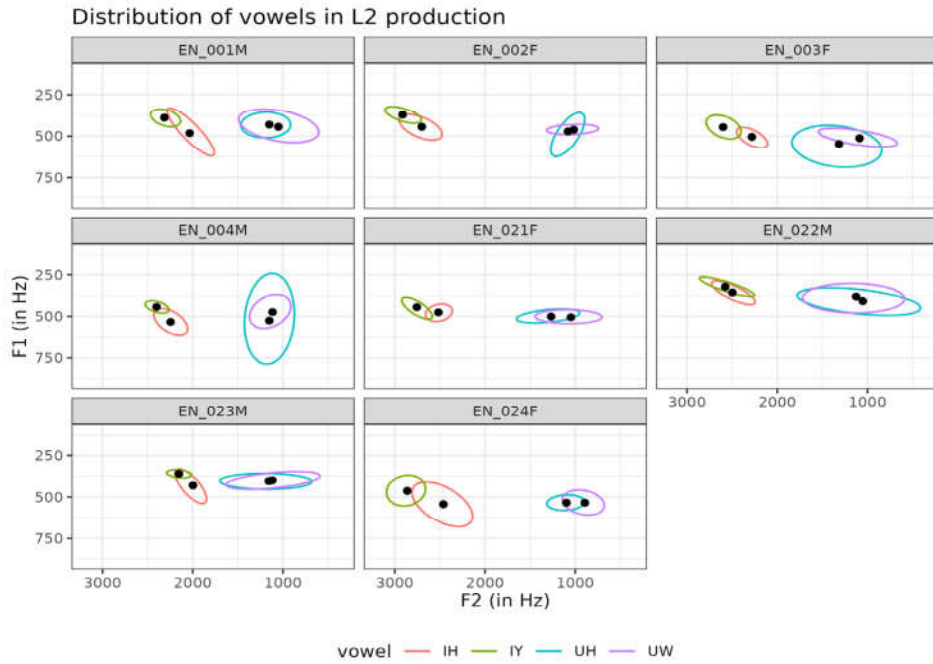 Distribution of vowels in L2 production
EN_001M EN_002F EN_003F
250
500
750
EN_004M EN_021F EN_022M
250
500
750
3000 2000 1000
EN_023M EN_024F
250
500
750
3000 2000 1000 3000 2000 1000
F1 (in Hz)
F2 (in Hz)
vowel IH IY UH UW